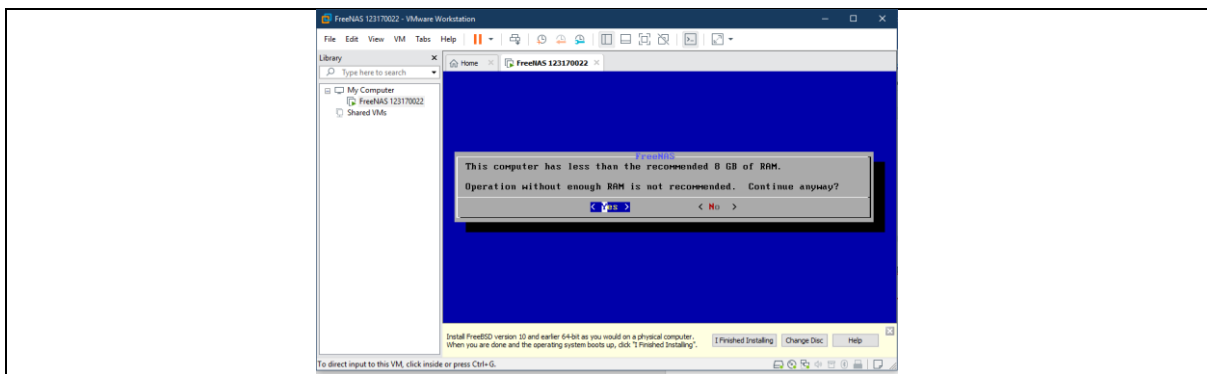 FreeNAS 123170022 - VMware Workstation
File Edit View VM Tabs Help
Library
Home
FreeNAS 123170022
Type here to search
My Computer
FreeNAS 123170022
Shared VMs
FreeNAS
This computer has less than the recommended 8 GB of RAM.
Operation without enough RAM is not recommended. Continue anyway?
< Yes > < No >
Install FreeBSD version 10 and earlier 64-bit as you would on a physical computer.
When you are done and the operating system boots up, click "I Finished Installing".
I Finished Installing Change Disc Help
To direct input to this VM, click inside or press Ctrl+G.